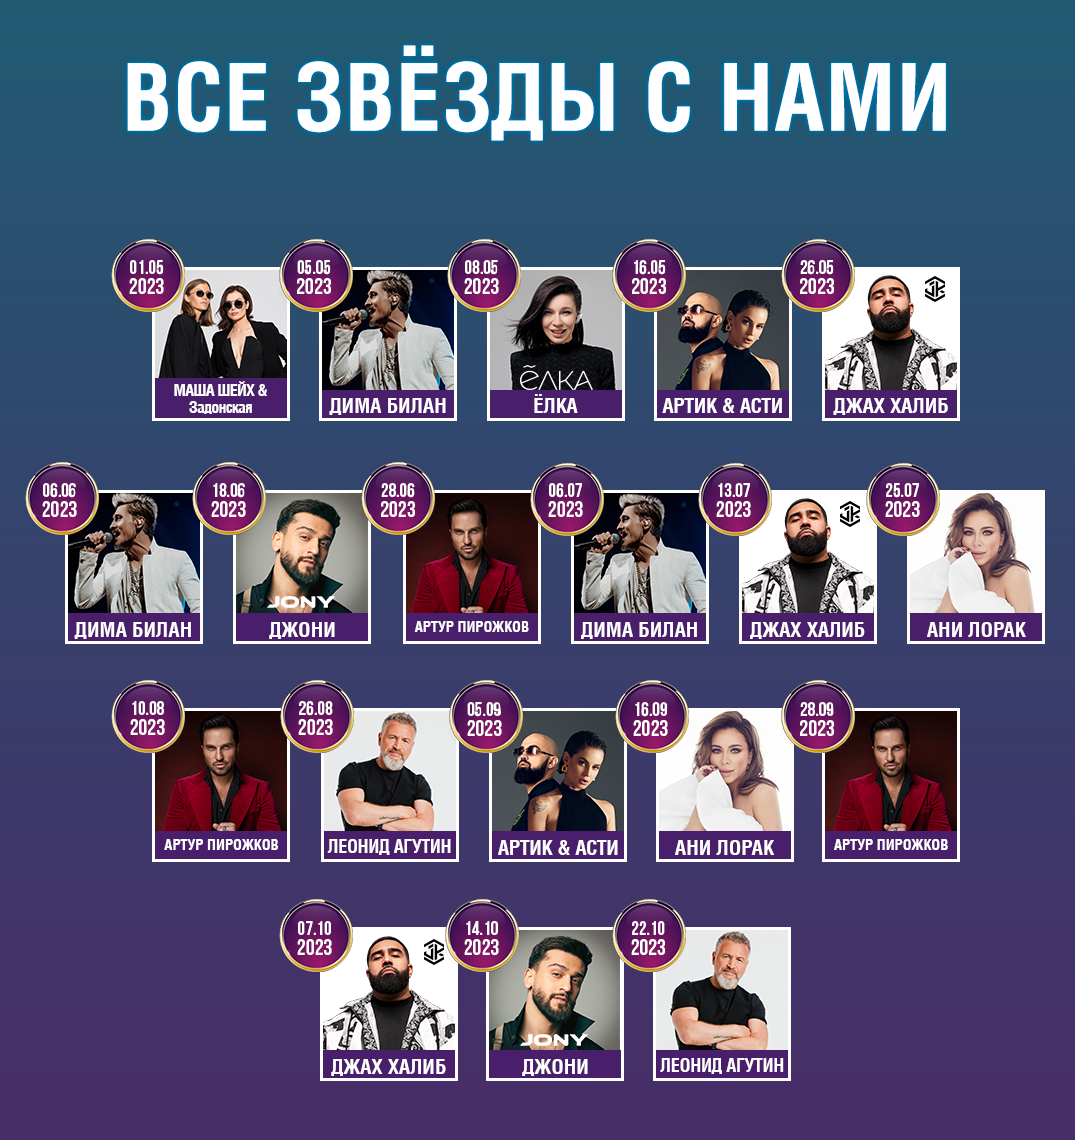 ВСЕ ЗВЁЗДЫ С НАМИ
01.05
2023
МАША ШЕЙХ &
Задонская
05.05
2023
ДИМА БИЛАН
08.05
2023
ЁЛКА
ЁЛКА
16.05
2023
АРТИК & АСТИ
26.05
2023
ДЖАХ ХАЛИБ
06.06
2023
ДИМА БИЛАН
18.06
2023
JONY
ДЖОНИ
28.06
2023
АРТУР ПИРОЖКОВ
06.07
2023
ДИМА БИЛАН
13.07
2023
ДЖАХ ХАЛИБ
25.07
2023
АНИ ЛОРАК
10.08
2023
АРТУР ПИРОЖКОВ
26.08
2023
ЛЕОНИД АГУТИН
05.09
2023
АРТИК & АСТИ
16.09
2023
АНИ ЛОРАК
28.09
2023
АРТУР ПИРОЖКОВ
07.10
2023
ДЖАХ ХАЛИБ
14.10
2023
JONY
ДЖОНИ
22.10
2023
ЛЕОНИД АГУТИН